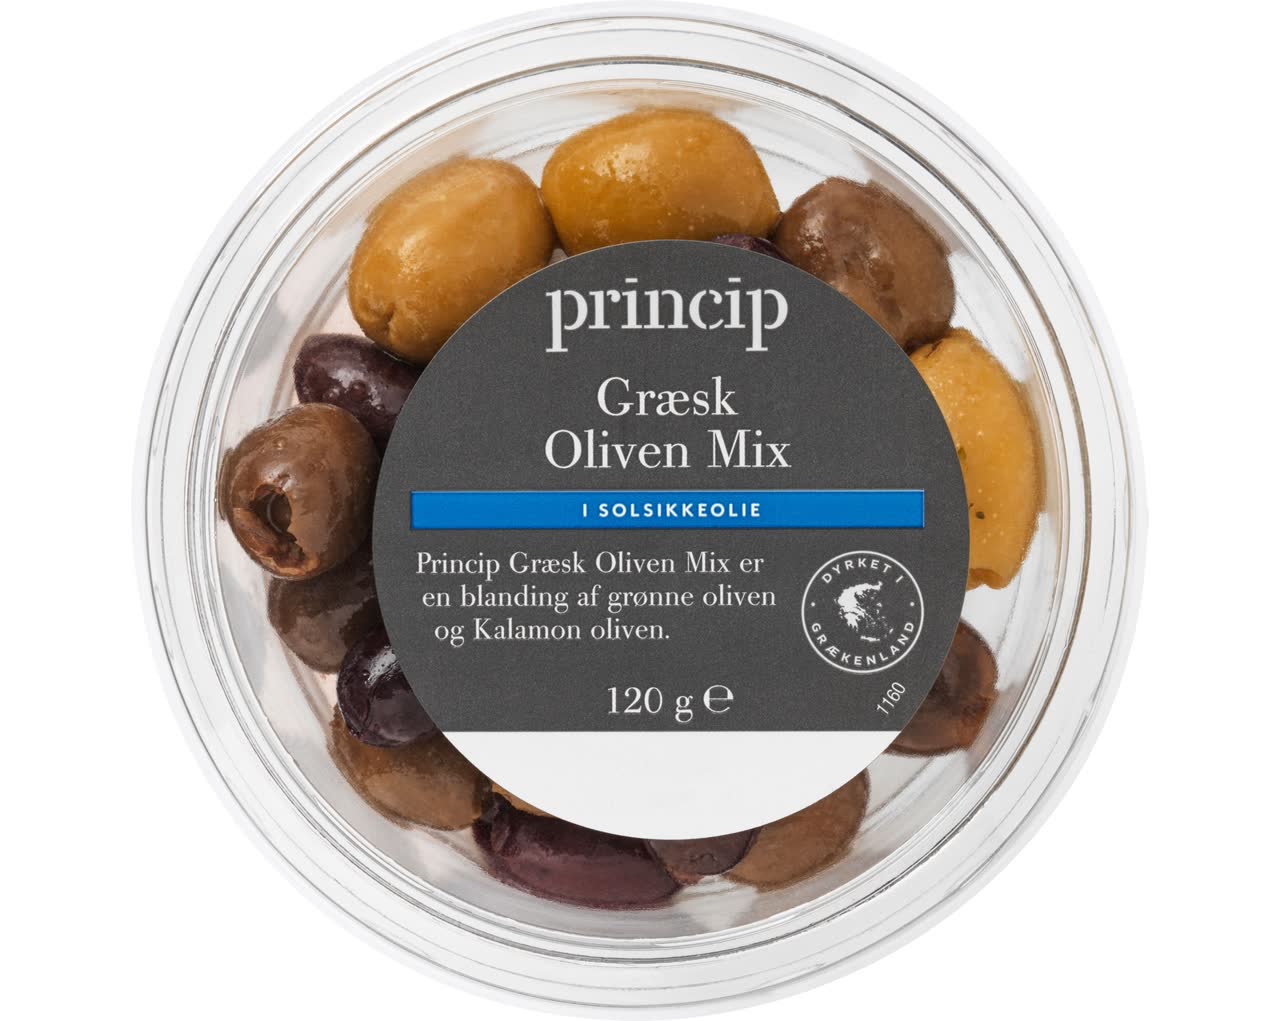 princip
Græsk
Oliven Mix
I SOLSIKKEOLIE
Princip Græsk Oliven Mix er
en blanding af grønne oliven
og Kalamon oliven.
DYRKET I
GRÆKENLAND
120 g ℮
1160